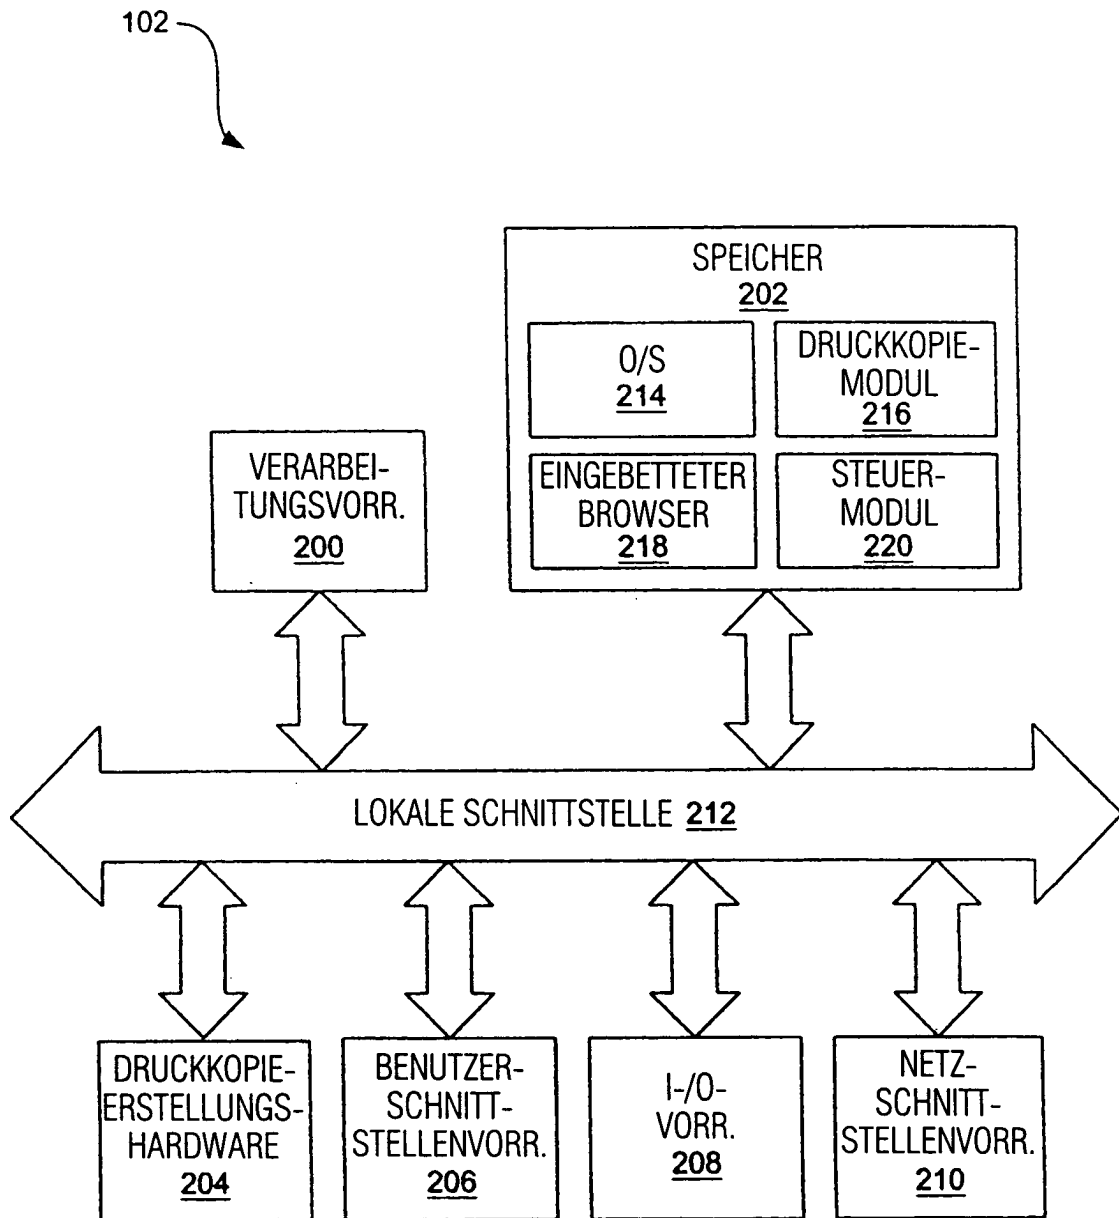 102
SPEICHER
202
O/S
214
DRUCKKOPIE-
MODUL
216
EINGEBETTETER
BROWSER
218
STEUER-
MODUL
220
VERARBEI-
TUNGSVORR.
200
LOKALE SCHNITTSTELLE 212
DRUCKKOPIE-
ERSTELLUNGS-
HARDWARE
204
BENUTZER-
SCHNITT-
STELLENVORR.
206
I-/O-
VORR.
208
NETZ-
SCHNITT-
STELLENVORR.
210